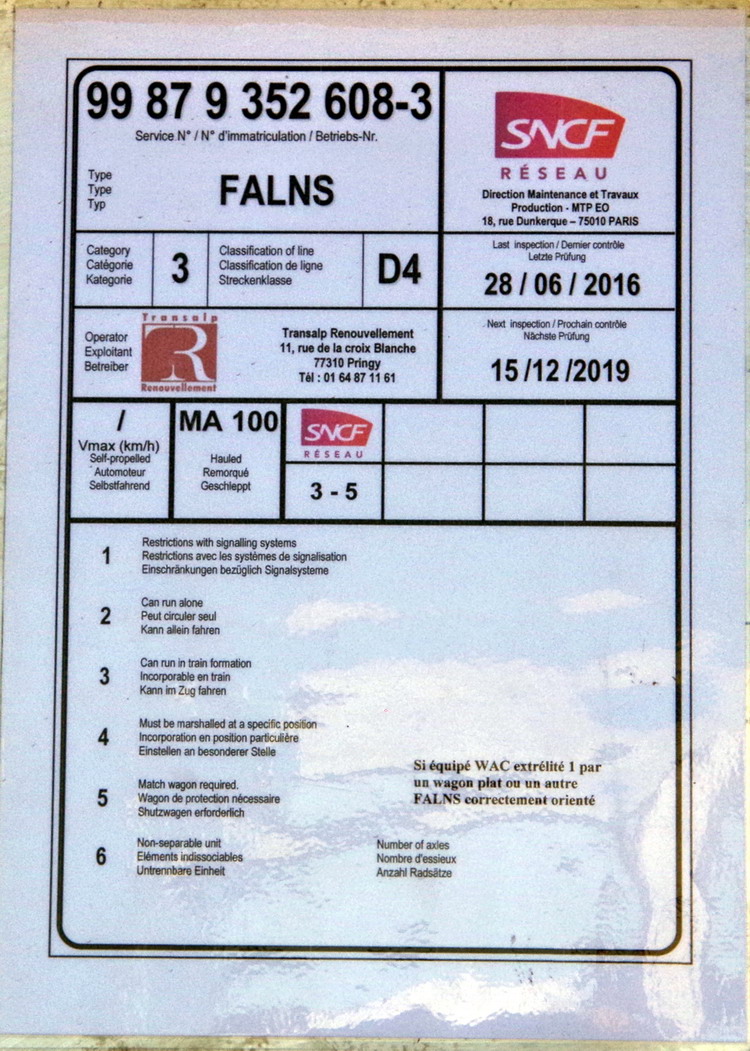 99 87 9 352 608-3
Service N° / N° d'immatriculation / Betriebs-Nr.
Type
Type
Typ
FALNS
SNCF
RÉSEAU
Direction Maintenance et Travaux
Production - MTP EO
18, rue Dunkerque – 75010 PARIS
Category
Catégorie
Kategorie
3
Classification of line
Classification de ligne
Streckenklasse
D4
Last inspection / Dernier contrôle
Letzte Prüfung
28 / 06 / 2016
Operator
Exploitant
Betreiber
Transalp
R
Renouvellement
Transalp Renouvellement
11, rue de la croix Blanche
77310 Pringy
Tél : 01 64 87 11 61
Next inspection / Prochain contrôle
Nächste Prüfung
15 /12 /2019
/
Vmax (km/h)
Self-propelled
Automoteur
Selbstfahrend
MA 100
Hauled
Remorqué
Geschleppt
SNCF
RÉSEAU
3 - 5
1
Restrictions with signalling systems
Restrictions avec les systèmes de signalisation
Einschränkungen bezüglich Signalsysteme
2
Can run alone
Peut circuler seul
Kann allein fahren
3
Can run in train formation
Incorporable en train
Kann im Zug fahren
4
Must be marshalled at a specific position
Incorporation en position particulière
Einstellen an besonderer Stelle
5
Match wagon required.
Wagon de protection nécessaire
Shutzwagen erforderlich
Si équipé WAC extrélité 1 par
un wagon plat ou un autre
FALNS correctement orienté
6
Non-separable unit
Eléments indissociables
Untrennbare Einheit
Number of axles
Nombre d'essieux
Anzahl Radsätze